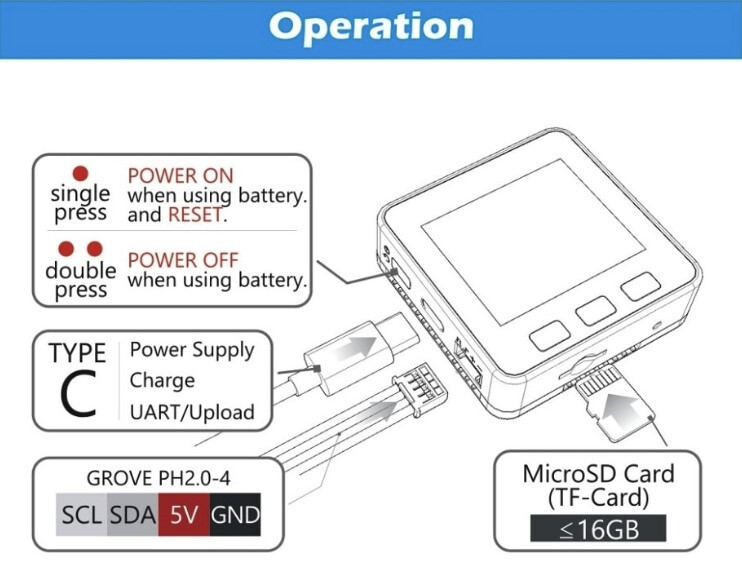 Operation
single
press
POWER ON
when using battery.
and RESET.
double
press
POWER OFF
when using battery.
TYPE
C
Power Supply
Charge
UART/Upload
GROVE PH2.0-4
SCL SDA 5V GND
MicroSD Card
(TF-Card)
≤16GB